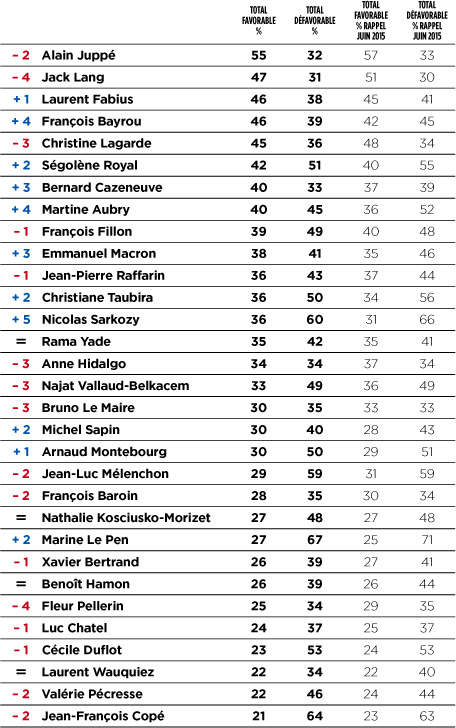 TOTAL FAVORABLE % TOTAL DÉFAVORABLE % TOTAL FAVORABLE % RAPPEL JUIN 2015 TOTAL DÉFAVORABLE % RAPPEL JUIN 2015
– 2 Alain Juppé 55 32 57 33
– 4 Jack Lang 47 31 51 30
+ 1 Laurent Fabius 46 38 45 41
+ 4 François Bayrou 46 39 42 45
– 3 Christine Lagarde 45 36 48 34
+ 2 Ségolène Royal 42 51 40 55
+ 3 Bernard Cazeneuve 40 33 37 39
+ 4 Martine Aubry 40 45 36 52
– 1 François Fillon 39 49 40 48
+ 3 Emmanuel Macron 38 41 35 46
– 1 Jean-Pierre Raffarin 36 43 37 44
+ 2 Christiane Taubira 36 50 34 56
+ 5 Nicolas Sarkozy 36 60 31 66
= Rama Yade 35 42 35 41
– 3 Anne Hidalgo 34 34 37 34
– 3 Najat Vallaud-Belkacem 33 49 36 49
– 3 Bruno Le Maire 30 35 33 33
+ 2 Michel Sapin 30 40 28 43
+ 1 Arnaud Montebourg 30 50 29 51
– 2 Jean-Luc Mélenchon 29 59 31 59
– 2 François Baroin 28 35 30 34
= Nathalie Kosciusko-Morizet 27 48 27 48
+ 2 Marine Le Pen 27 67 25 71
– 1 Xavier Bertrand 26 39 27 41
= Benoît Hamon 26 39 26 44
– 4 Fleur Pellerin 25 34 29 35
– 1 Luc Chatel 24 37 25 37
– 1 Cécile Duflot 23 53 24 53
= Laurent Wauquiez 22 34 22 40
– 2 Valérie Pécresse 22 46 24 44
– 2 Jean-François Copé 21 64 23 63